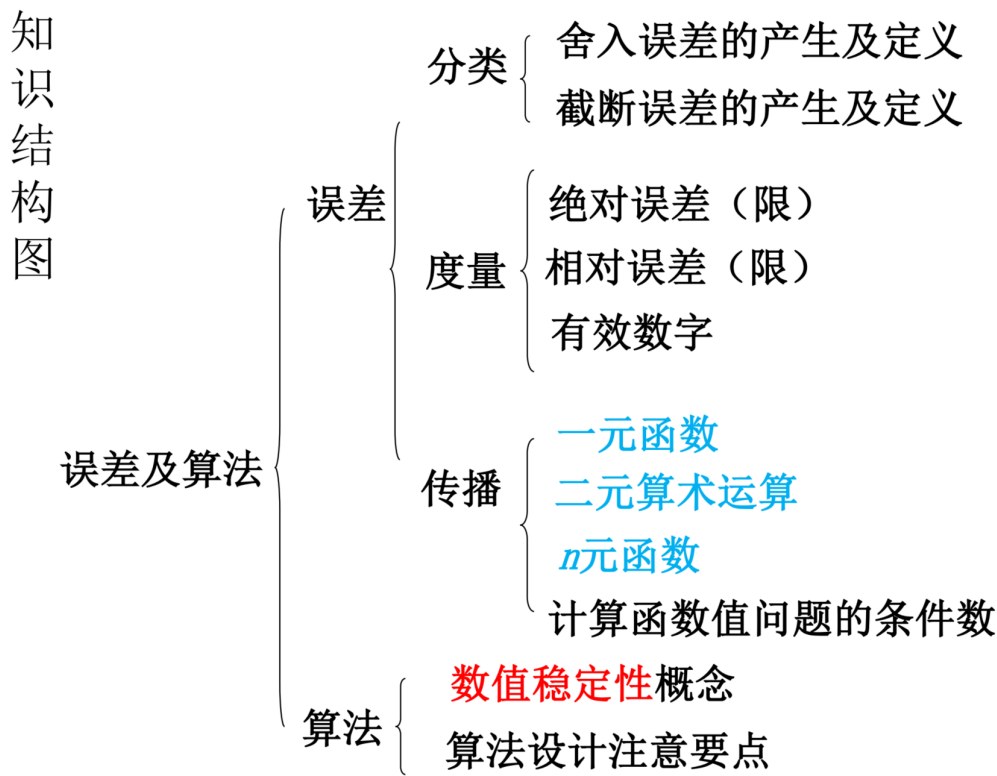 知识结构图
误差及算法
误差
分类
舍入误差的产生及定义
截断误差的产生及定义
度量
绝对误差（限）
相对误差（限）
有效数字
传播
一元函数
二元算术运算
n元函数
计算函数值问题的条件数
算法
数值稳定性概念
算法设计注意要点